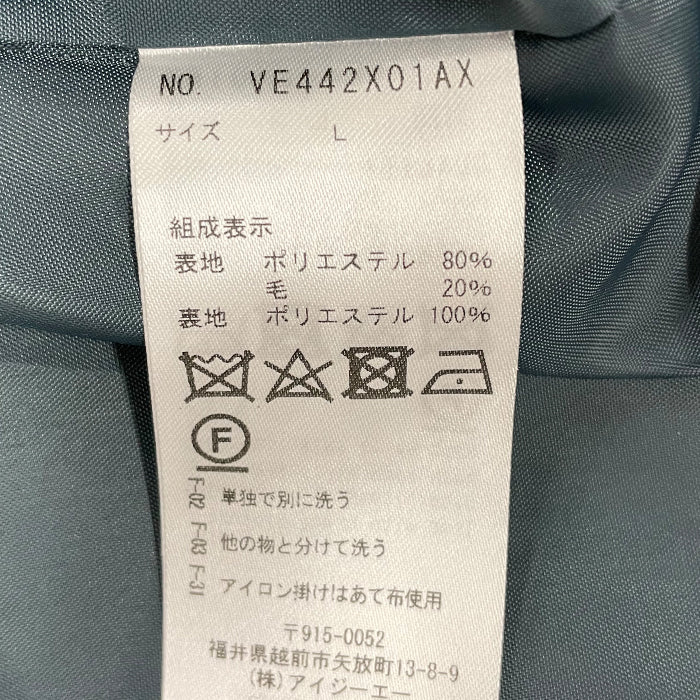 NO. VE442X01AX
サイズ L
組成表示
表地 ポリエステル 80%
毛 20%
裏地 ポリエステル 100%
F
F-02 単独で別に洗う
F-03 他の物と分けて洗う
F-31 アイロン掛けはあて布使用
〒915-0052
福井県越前市矢放町13-8-9
(株)アイジーエー